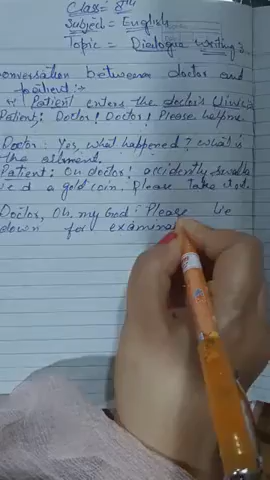 Class = 8th
Subject = English
Topic = Dialogue writing
conversation between doctor and
patient :-
Patient enters the doctor's clinic
Patient; Doctor! Doctor! Please help me
Doctor: Yes, what happened? what is
the ailment.
Patient: Oh doctor! accidently swallo
wed a gold coin, Please take it out.
Doctor, Oh, my God! Please lie
down for examina